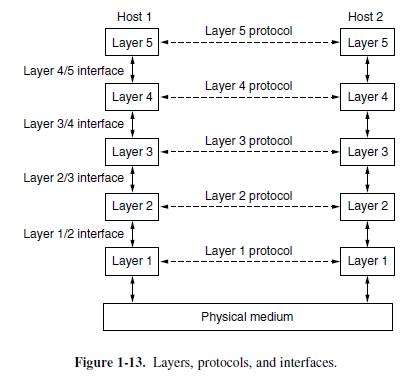 Host 1
Host 2
Layer 5
Layer 5 protocol
Layer 5
Layer 4/5 interface
Layer 4
Layer 4 protocol
Layer 4
Layer 3/4 interface
Layer 3
Layer 3 protocol
Layer 3
Layer 2/3 interface
Layer 2
Layer 2 protocol
Layer 2
Layer 1/2 interface
Layer 1
Layer 1 protocol
Layer 1
Physical medium
Figure 1-13. Layers, protocols, and interfaces.